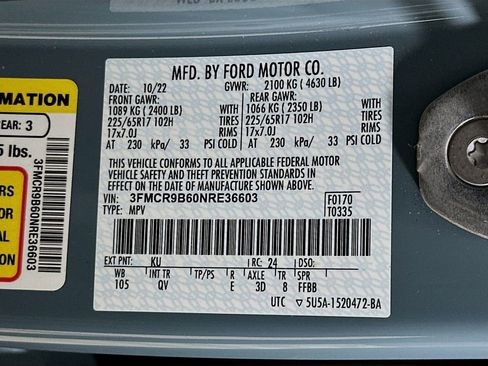 MFD. BY FORD MOTOR CO.
DATE: 10/22 GVWR: 2100 KG ( 4630 LB)
FRONT GAWR: REAR GAWR:
1089 KG ( 2400 LB) WITH 1066 KG ( 2350 LB) WITH
225/65R17 102H TIRES 225/65R17 102H TIRES
17x7.0J RIMS 17x7.0J RIMS
AT 230 kPa/ 33 PSI COLD AT 230 kPa/ 33 PSI COLD
THIS VEHICLE CONFORMS TO ALL APPLICABLE FEDERAL MOTOR
VEHICLE SAFETY AND THEFT PREVENTION STANDARDS IN EFFECT
ON THE DATE OF MANUFACTURE SHOWN ABOVE.
VIN: 3FMCR9B60NRE36603 F0170
TYPE: MPV T0335
EXT PNT: KU RC: 24 DSO:
WB INT TR TP/PS R AXLE TR SPR
105 QV E 3D 8 FFBB
UTC 5U5A-1520472-BA
3FMCR9B60NRE36603
RMATION
EAR: 3
5 lbs.